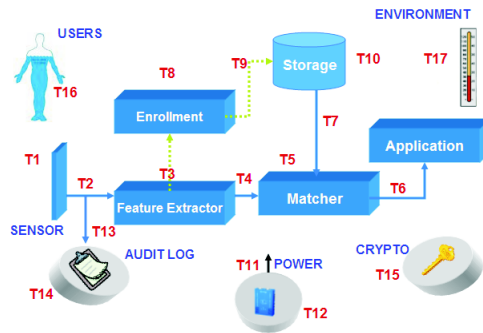 USERS
ENVIRONMENT
T8
T9
Storage
T10
T17
T16
Enrollment
T7
Application
T1
T2
T3
T4
T5
Feature Extractor
Matcher
T6
SENSOR
T13
AUDIT LOG
T14
T11
POWER
T12
CRYPTO
T15